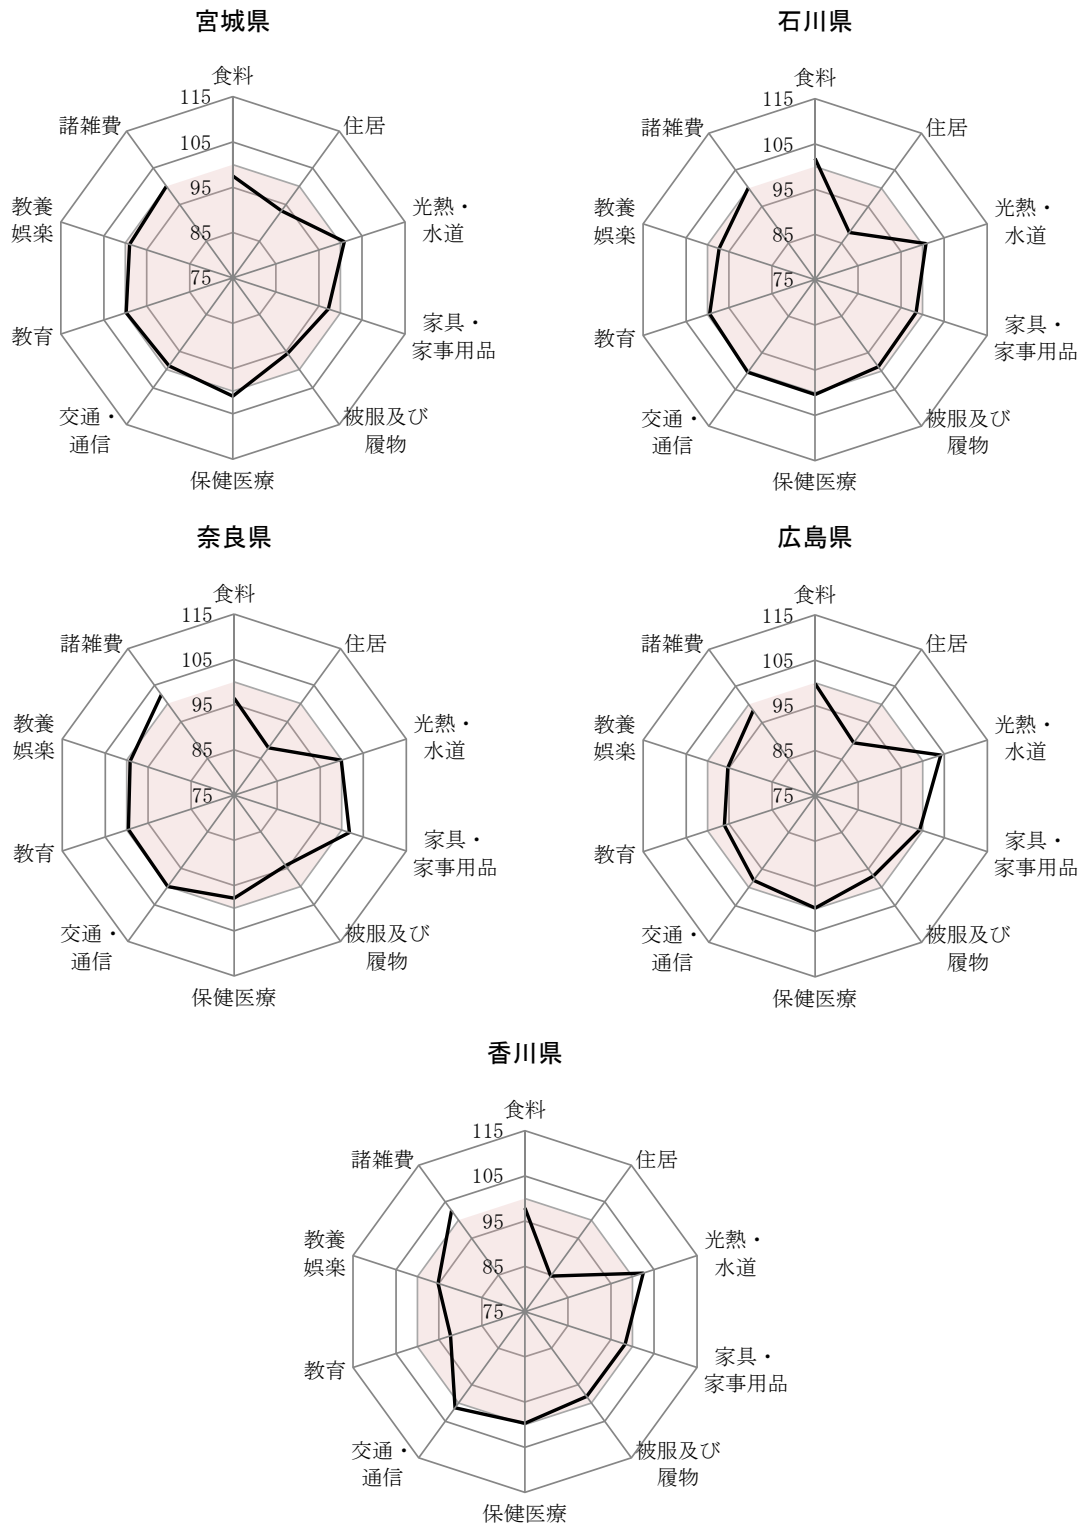 宮城県
食料
115
諸雑費
住居
105
95
教養
娯楽
光熱・
水道
85
75
教育
家具・
家事用品
交通・
通信
被服及び
履物
保健医療
石川県
食料
115
諸雑費
住居
105
95
教養
娯楽
光熱・
水道
85
75
教育
家具・
家事用品
交通・
通信
被服及び
履物
保健医療
奈良県
食料
115
諸雑費
住居
105
95
教養
娯楽
光熱・
水道
85
75
教育
家具・
家事用品
交通・
通信
被服及び
履物
保健医療
広島県
食料
115
諸雑費
住居
105
95
教養
娯楽
光熱・
水道
85
75
教育
家具・
家事用品
交通・
通信
被服及び
履物
保健医療
香川県
食料
115
諸雑費
住居
105
95
教養
娯楽
光熱・
水道
85
75
教育
家具・
家事用品
交通・
通信
被服及び
履物
保健医療